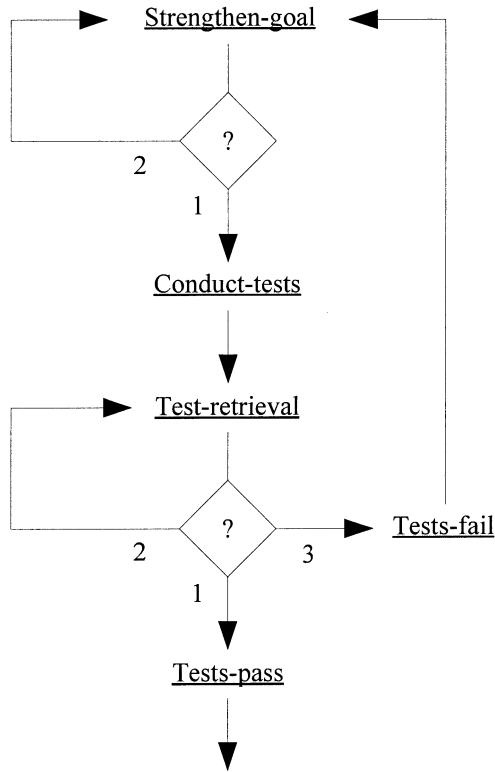 Strengthen-goal
?
2
1
Conduct-tests
Test-retrieval
?
2
3
Tests-fail
1
Tests-pass